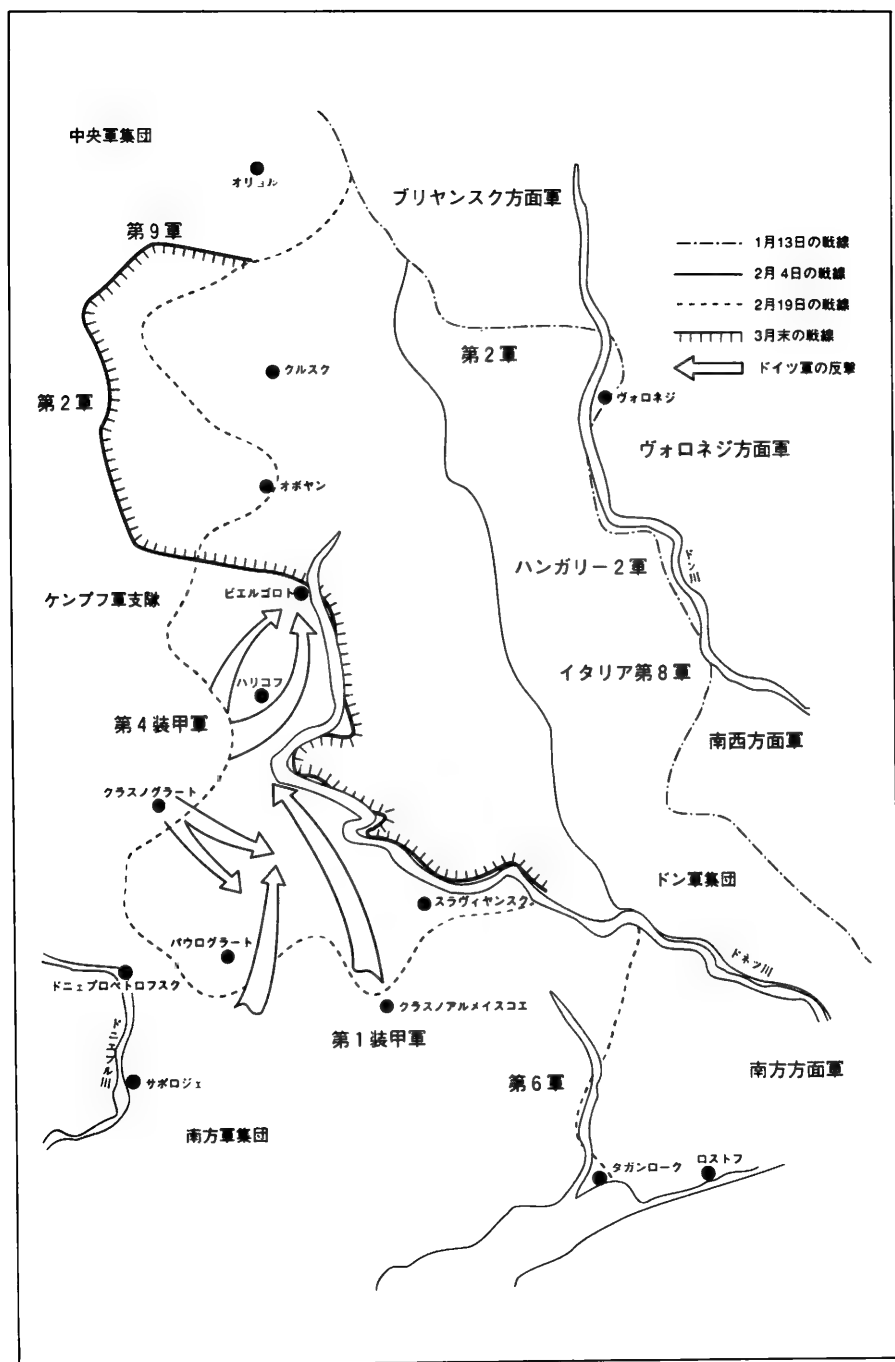 中央軍集団
オリョル
ブリヤンスク方面軍
第9軍
1月13日の戦線
2月4日の戦線
2月19日の戦線
3月末の戦線
ドイツ軍の反撃
第2軍
クルスク
第2軍
ヴォロネジ
ヴォロネジ方面軍
オボヤン
ドン川
ハンガリー2軍
ビエルゴロト
ケンプフ軍支隊
イタリア第8軍
ハリコフ
第4装甲軍
南西方面軍
クラスノグラート
ドン軍集団
スラヴィヤンスク
パウログラート
ドネツ川
ドニェプロペトロフスク
クラスノアルメイスコエ
第1装甲軍
ドニェプル川
南方方面軍
サポロジェ
第6軍
南方軍集団
ロストフ
タガンローク